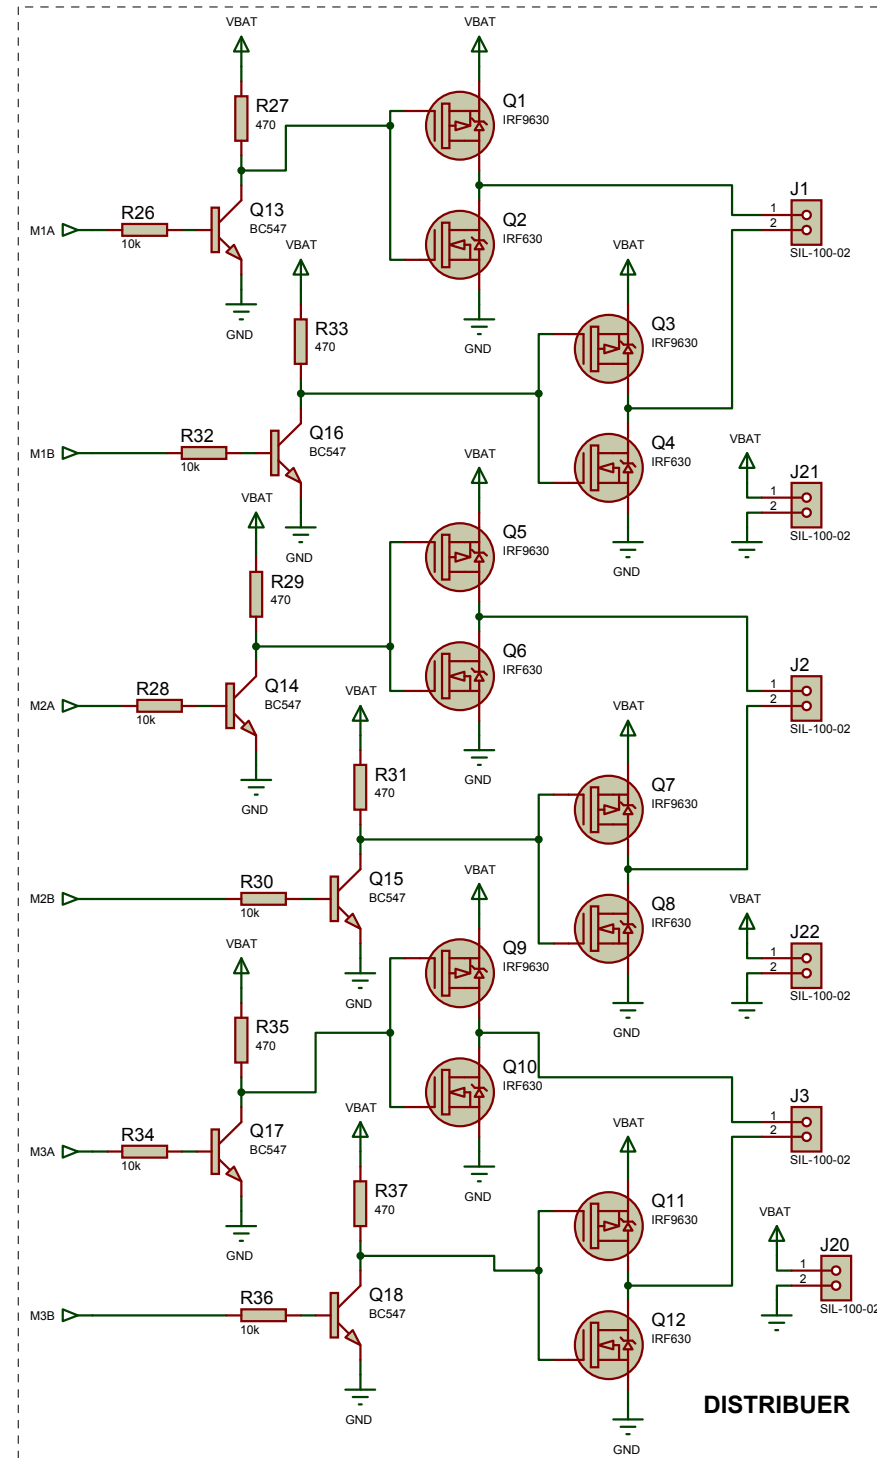 VBAT
VBAT
R27
470
Q1
IRF9630
J1
1
2
SIL-100-02
R26
10k
M1A
Q13
BC547
Q2
IRF630
VBAT
VBAT
GND
GND
R33
470
Q3
IRF9630
R32
10k
M1B
Q16
BC547
Q4
IRF630
VBAT
VBAT
J21
1
2
SIL-100-02
VBAT
GND
GND
Q5
IRF9630
R29
470
Q6
IRF630
J2
1
2
SIL-100-02
R28
10k
M2A
Q14
BC547
VBAT
VBAT
GND
GND
R31
470
Q7
IRF9630
R30
10k
M2B
Q15
BC547
VBAT
Q8
IRF630
VBAT
J22
1
2
SIL-100-02
VBAT
Q9
IRF9630
GND
GND
R35
470
Q10
IRF630
J3
1
2
SIL-100-02
VBAT
VBAT
R34
10k
M3A
Q17
BC547
GND
GND
R37
470
Q11
IRF9630
VBAT
J20
1
2
SIL-100-02
R36
10k
M3B
Q18
BC547
Q12
IRF630
GND
GND
DISTRIBUER